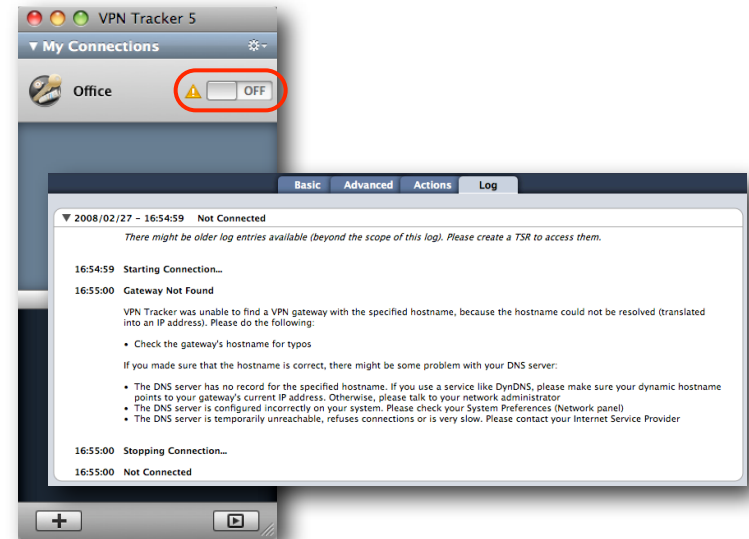 VPN Tracker 5
My Connections
Office
OFF
Basic Advanced Actions Log
2008/02/27 - 16:54:59 Not Connected
There might be older log entries available (beyond the scope of this log). Please create a TSR to access them.
16:54:59 Starting Connection...
16:55:00 Gateway Not Found
VPN Tracker was unable to find a VPN gateway with the specified hostname, because the hostname could not be resolved (translated
into an IP address). Please do the following:
• Check the gateway's hostname for typos
If you made sure that the hostname is correct, there might be some problem with your DNS server:
• The DNS server has no record for the specified hostname. If you use a service like DynDNS, please make sure your dynamic hostname
points to your gateway's current IP address. Otherwise, please talk to your network administrator
• The DNS server is configured incorrectly on your system. Please check your System Preferences (Network panel)
• The DNS server is temporarily unreachable, refuses connections or is very slow. Please contact your Internet Service Provider
16:55:00 Stopping Connection...
16:55:00 Not Connected